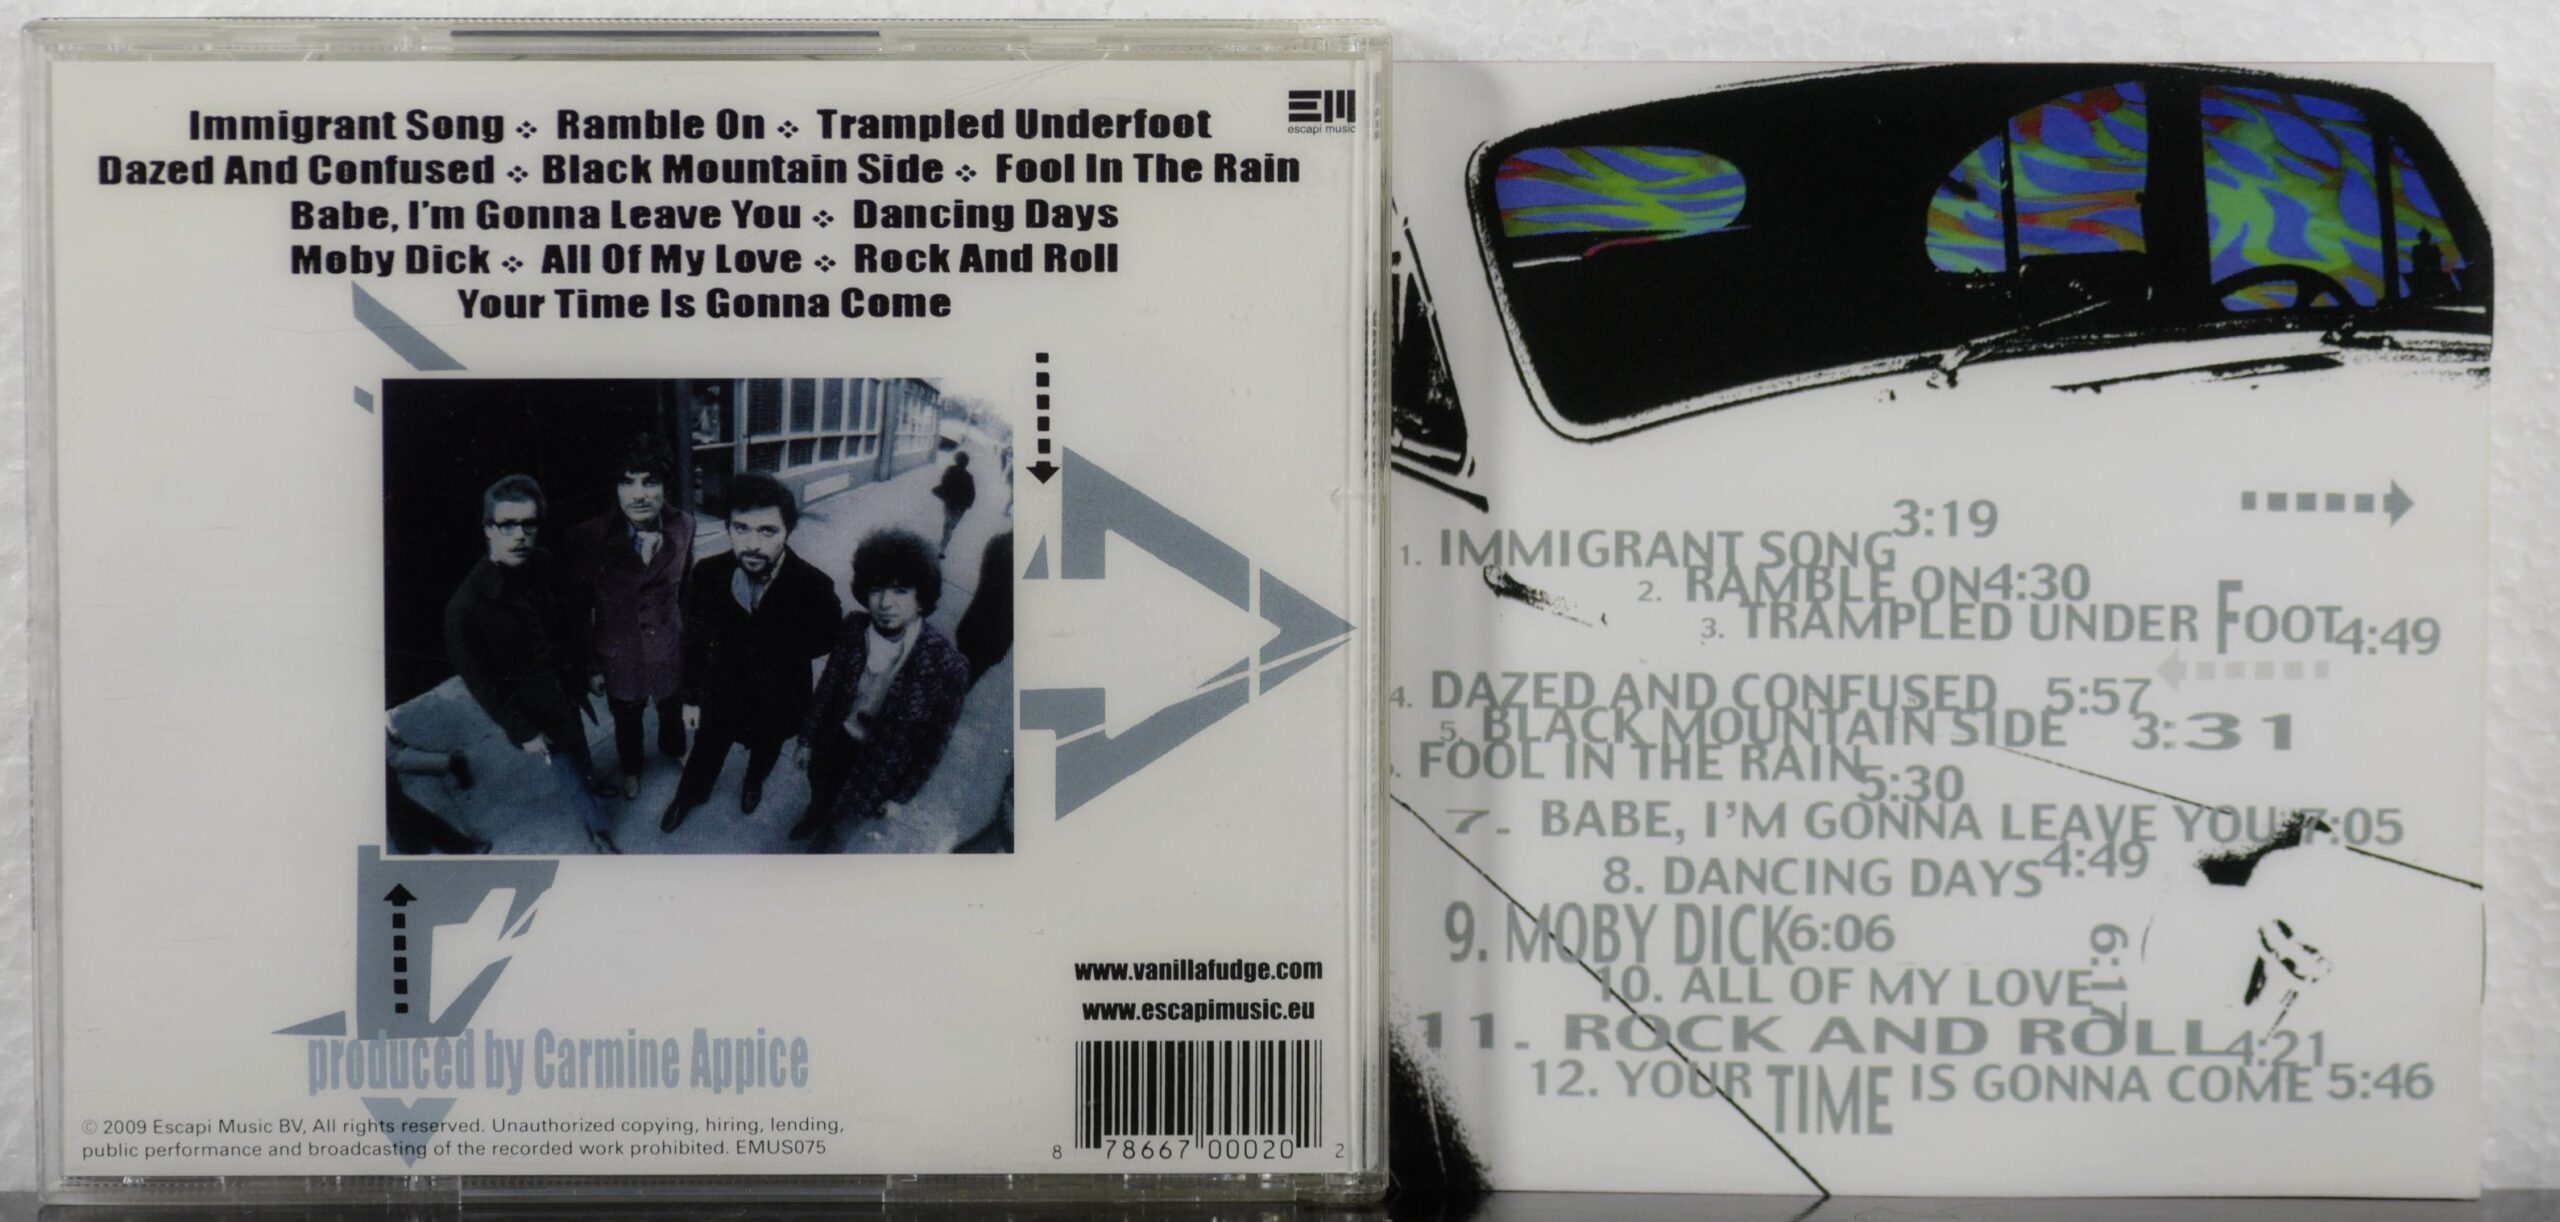 Immigrant Song ⁘ Ramble On ⁘ Trampled Underfoot
Dazed And Confused ⁘ Black Mountain Side ⁘ Fool In The Rain
Babe, I'm Gonna Leave You ⁘ Dancing Days
Moby Dick ⁘ All Of My Love ⁘ Rock And Roll
Your Time Is Gonna Come
EM
escapi music
www.vanillafudge.com
www.escapimusic.eu
produced by Carmine Appice
© 2009 Escapi Music BV, All rights reserved. Unauthorized copying, hiring, lending,
public performance and broadcasting of the recorded work prohibited. EMUS075
8 78667 00020 2
1. IMMIGRANT SONG 3:19
2. RAMBLE ON 4:30
3. TRAMPLED UNDER FOOT 4:49
4. DAZED AND CONFUSED 5:57
5. BLACK MOUNTAIN SIDE 3:31
FOOL IN THE RAIN 5:30
7. BABE, I'M GONNA LEAVE YOU 7:05
8. DANCING DAYS 4:49
9. MOBY DICK 6:06
10. ALL OF MY LOVE 6:17
11. ROCK AND ROLL 4:21
12. YOUR TIME IS GONNA COME 5:46